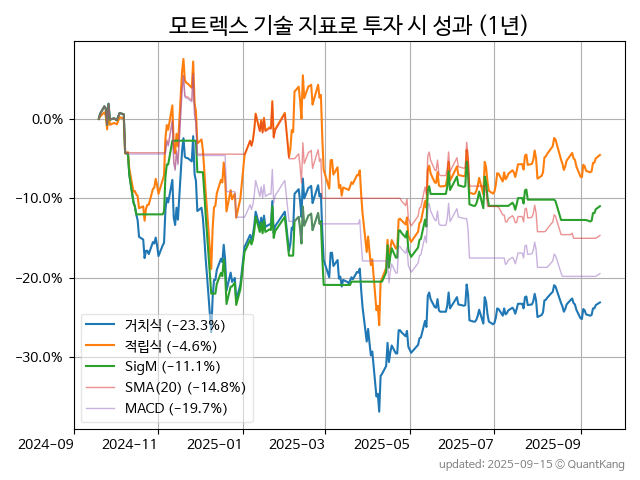 모트렉스 기술 지표로 투자 시 성과 (1년)
0.0%
−10.0%
−20.0%
−30.0%
거치식 (−23.3%)
적립식 (−4.6%)
SigM (−11.1%)
SMA(20) (−14.8%)
MACD (−19.7%)
2024-09 2024-11 2025-01 2025-03 2025-05 2025-07 2025-09
updated: 2025-09-15 © QuantKang